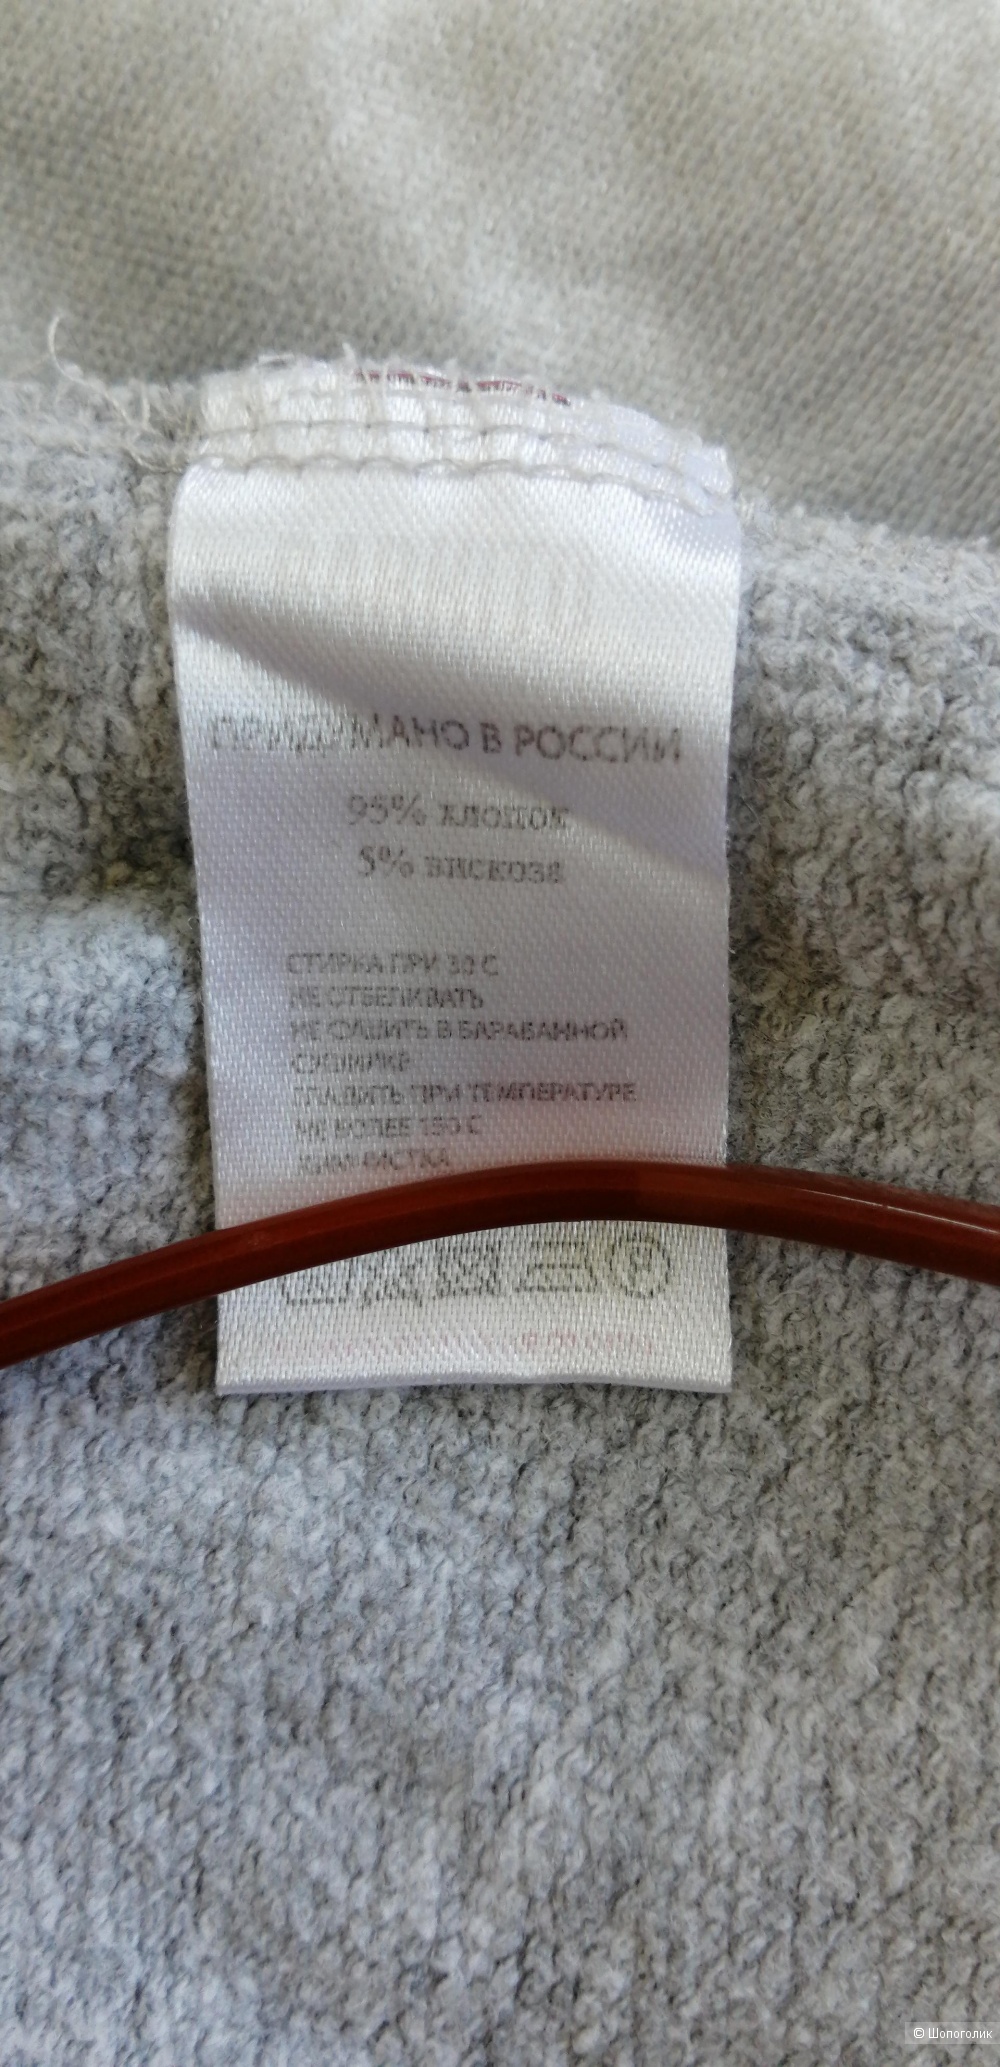 ПРИДУМАНО В РОССИИ
95% хлопок
5% вискоза
СТИРКА ПРИ 30 С
НЕ ОТБЕЛИВАТЬ
НЕ СУШИТЬ В БАРАБАННОЙ
СУШИЛКЕ
ГЛАДИТЬ ПРИ ТЕМПЕРАТУРЕ
НЕ БОЛЕЕ 150 С
ХИМЧИСТКА
© Шопоголик